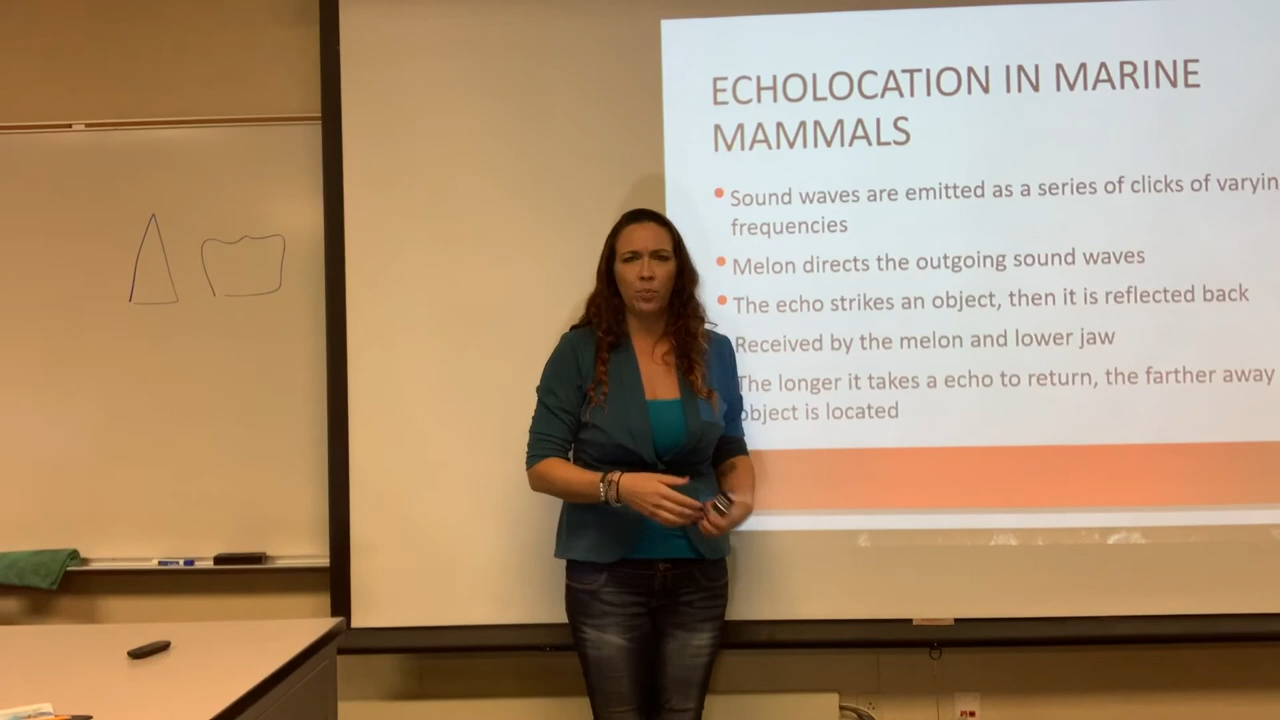 ECHOLOCATION IN MARINE
MAMMALS
Sound waves are emitted as a series of clicks of varyin
frequencies
Melon directs the outgoing sound waves
The echo strikes an object, then it is reflected back
Received by the melon and lower jaw
The longer it takes a echo to return, the farther away
object is located